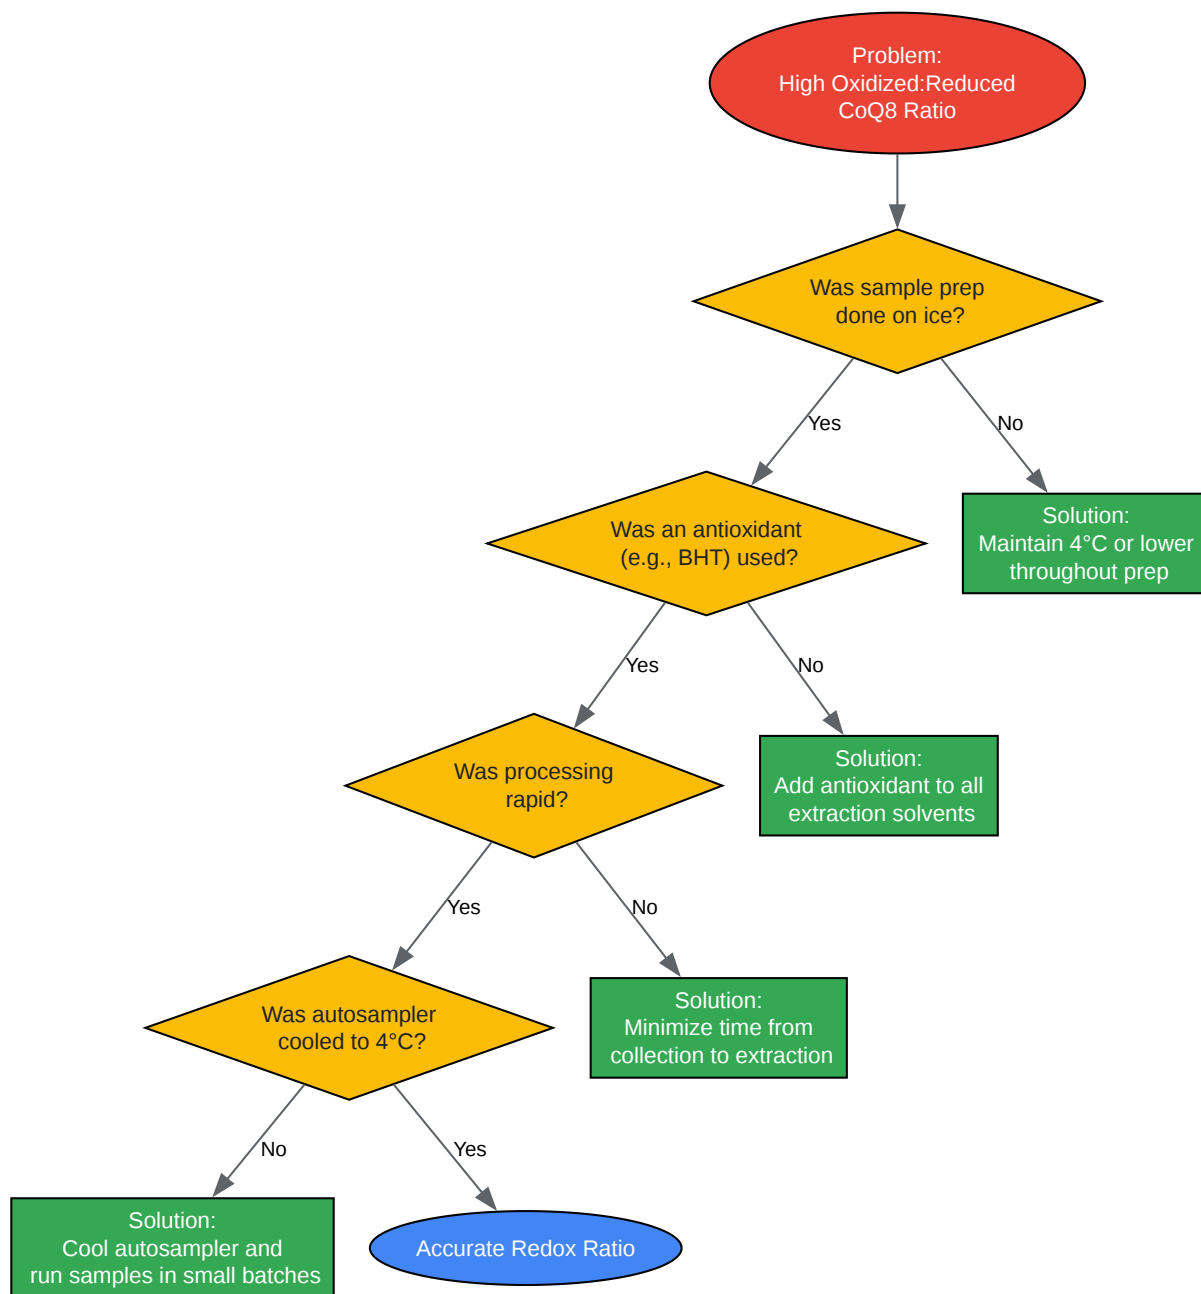 Problem:
High Oxidized:Reduced
CoQ8 Ratio
Was sample prep
done on ice?
Yes
No
Was an antioxidant
(e.g., BHT) used?
Solution:
Maintain 4°C or lower
throughout prep
Yes
No
Was processing
rapid?
Solution:
Add antioxidant to all
extraction solvents
Yes
No
Was autosampler
cooled to 4°C?
Solution:
Minimize time from
collection to extraction
No
Yes
Solution:
Cool autosampler and
run samples in small batches
Accurate Redox Ratio